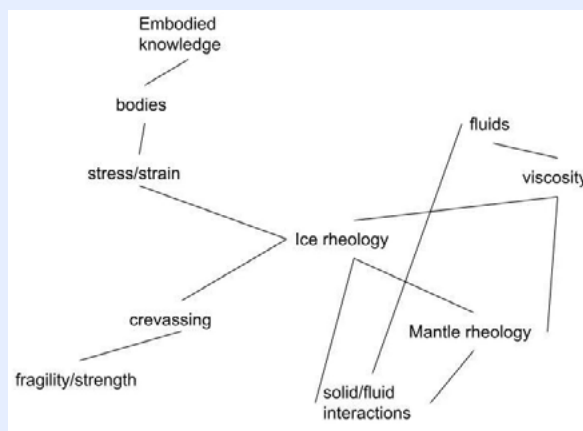 Embodied
knowledge
bodies
fluids
stress/strain
viscosity
Ice rheology
crevassing
Mantle rheology
fragility/strength
solid/fluid
interactions